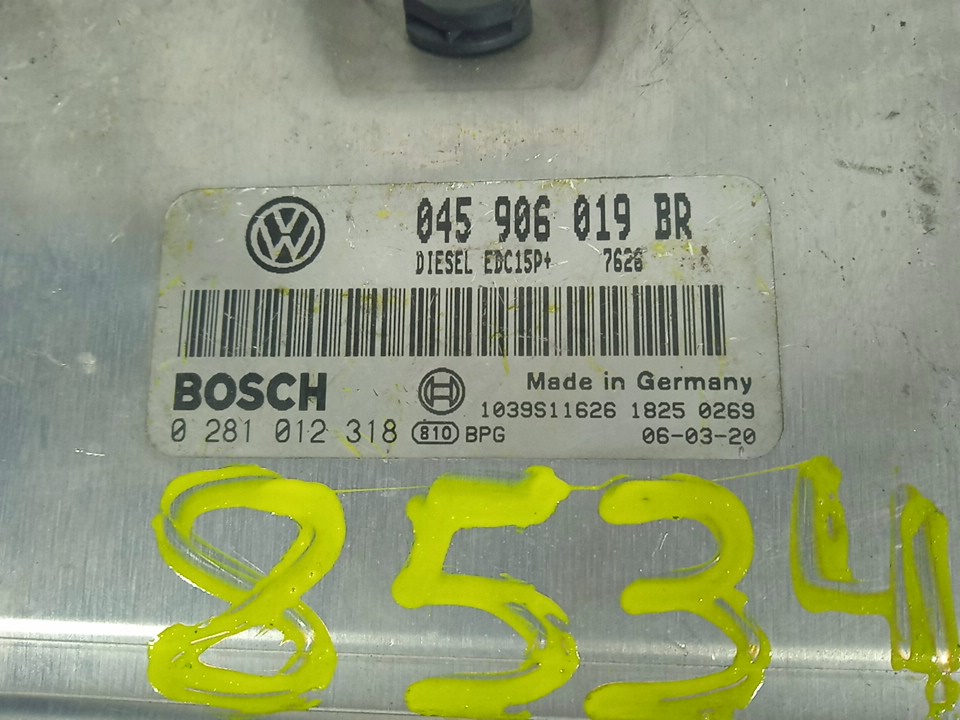 045 906 019 BR
DIESEL EDC15P+ 7626
BOSCH
Made in Germany
1039S11626 1825 0269
0 281 012 318 810 BPG 06-03-20
8534